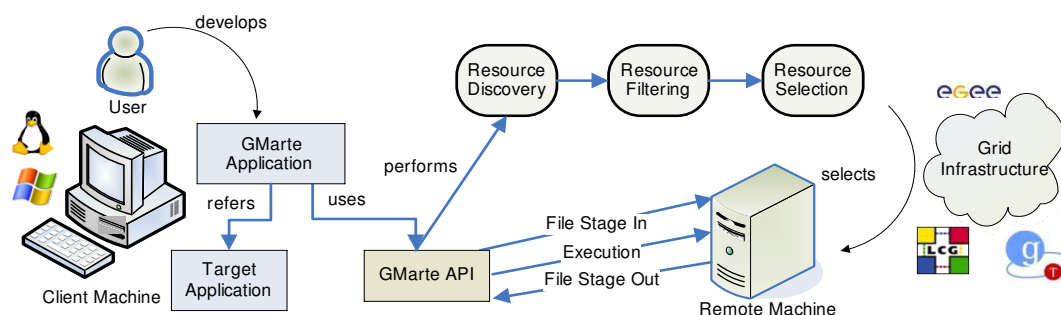 develops
User
Resource
Discovery
Resource
Filtering
Resource
Selection
egee
Grid
Infrastructure
GMarte
Application
performs
selects
refers
uses
File Stage In
Execution
File Stage Out
Target
Application
GMarte API
Client Machine
Remote Machine
LCG
g
T